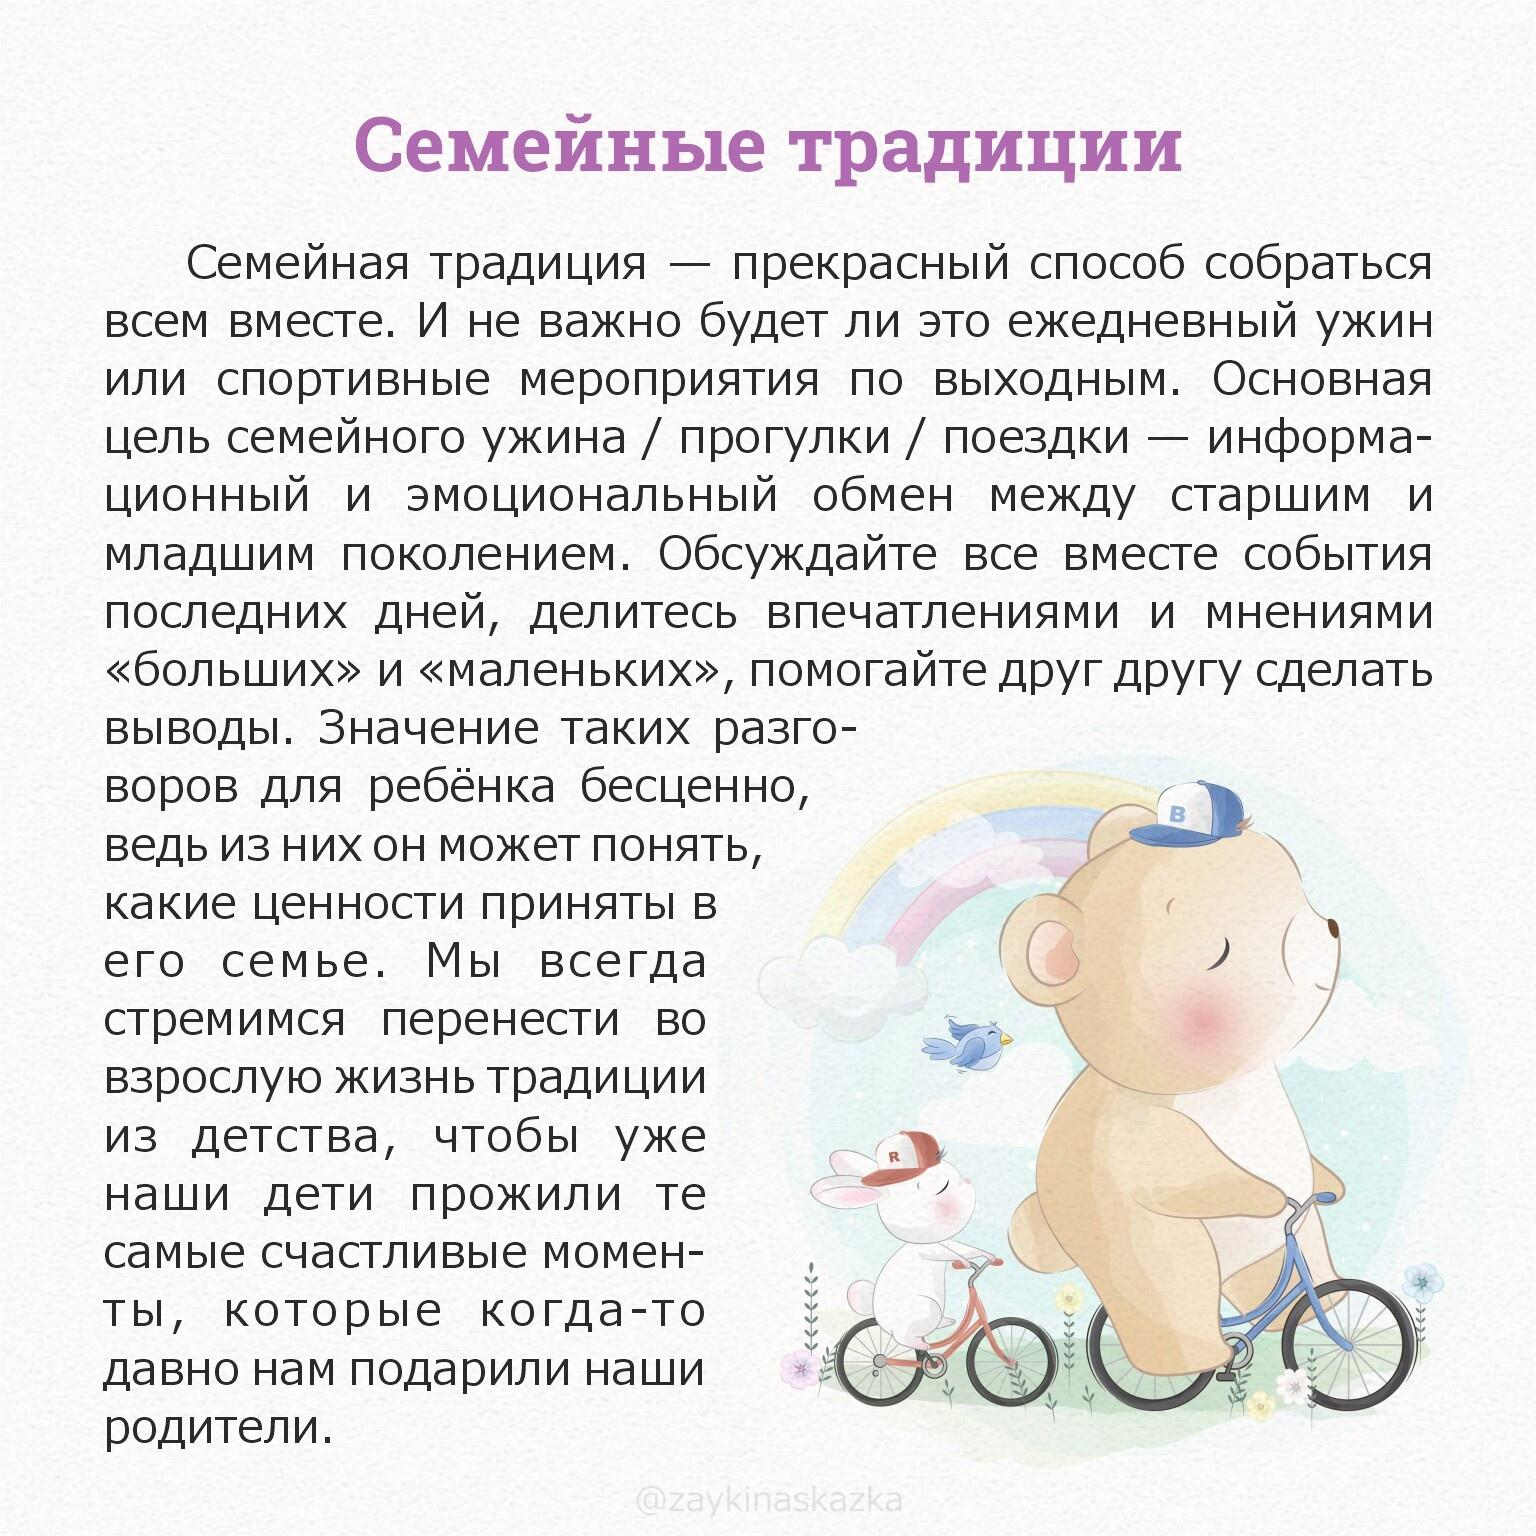 Семейные традиции
Семейная традиция — прекрасный способ собраться
всем вместе. И не важно будет ли это ежедневный ужин
или спортивные мероприятия по выходным. Основная
цель семейного ужина / прогулки / поездки — информа-
ционный и эмоциональный обмен между старшим и
младшим поколением. Обсуждайте все вместе события
последних дней, делитесь впечатлениями и мнениями
«больших» и «маленьких», помогайте друг другу сделать
выводы. Значение таких разго-
воров для ребёнка бесценно,
ведь из них он может понять,
какие ценности приняты в
его семье. Мы всегда
стремимся перенести во
взрослую жизнь традиции
из детства, чтобы уже
наши дети прожили те
самые счастливые момен-
ты, которые когда-то
давно нам подарили наши
родители.
B
R
@zaykinaskazka